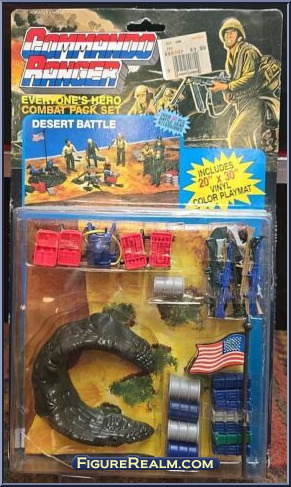 COMMANDO
RANGER
EVERYONE'S HERO
COMBAT PACK SET
DESERT BATTLE
INCLUDES
20" x 30"
VINYL
COLOR PLAYMAT
FIGUREREALM.COM